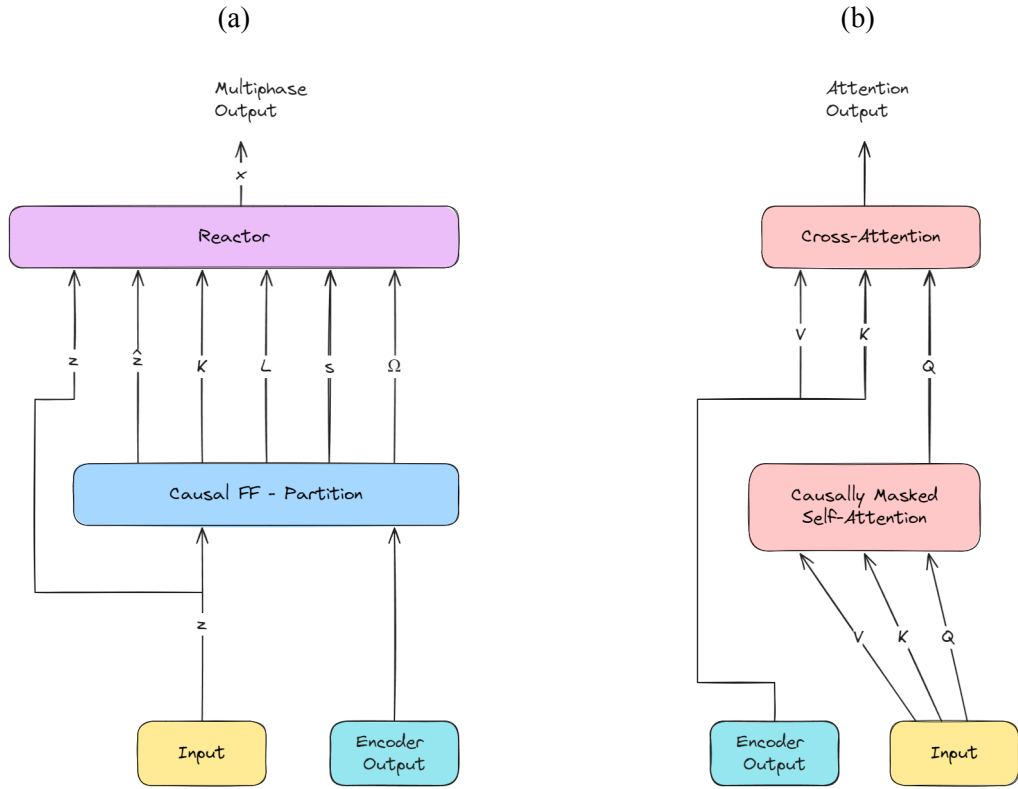 (a)
Multiphase
Output
x
Reactor
z
ẑ
K
L
s
Ω
Causal FF - Partition
z
Input
Encoder
Output
(b)
Attention
Output
Cross-Attention
V
K
Q
Causally Masked
Self-Attention
V
K
Q
Encoder
Output
Input